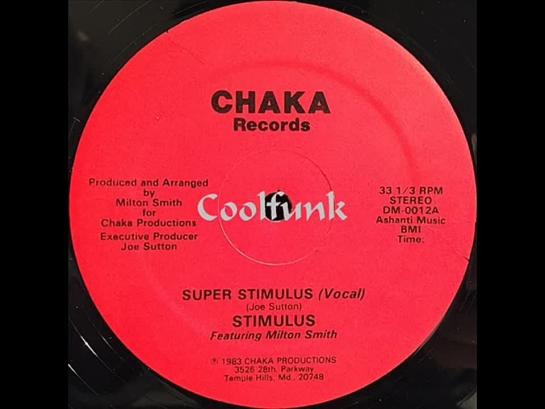 CHAKA
Records
Produced and Arranged
by
Milton Smith
for
Chaka Productions
Executive Producer
Joe Sutton
Coolfunk
33 1/3 RPM
STEREO
DM-0012A
Ashanti Music
BMI
Time:
SUPER STIMULUS (Vocal)
(Joe Sutton)
STIMULUS
Featuring Milton Smith
℗ 1983 CHAKA PRODUCTIONS
3526 28th. Parkway
Temple Hills, Md. 20748